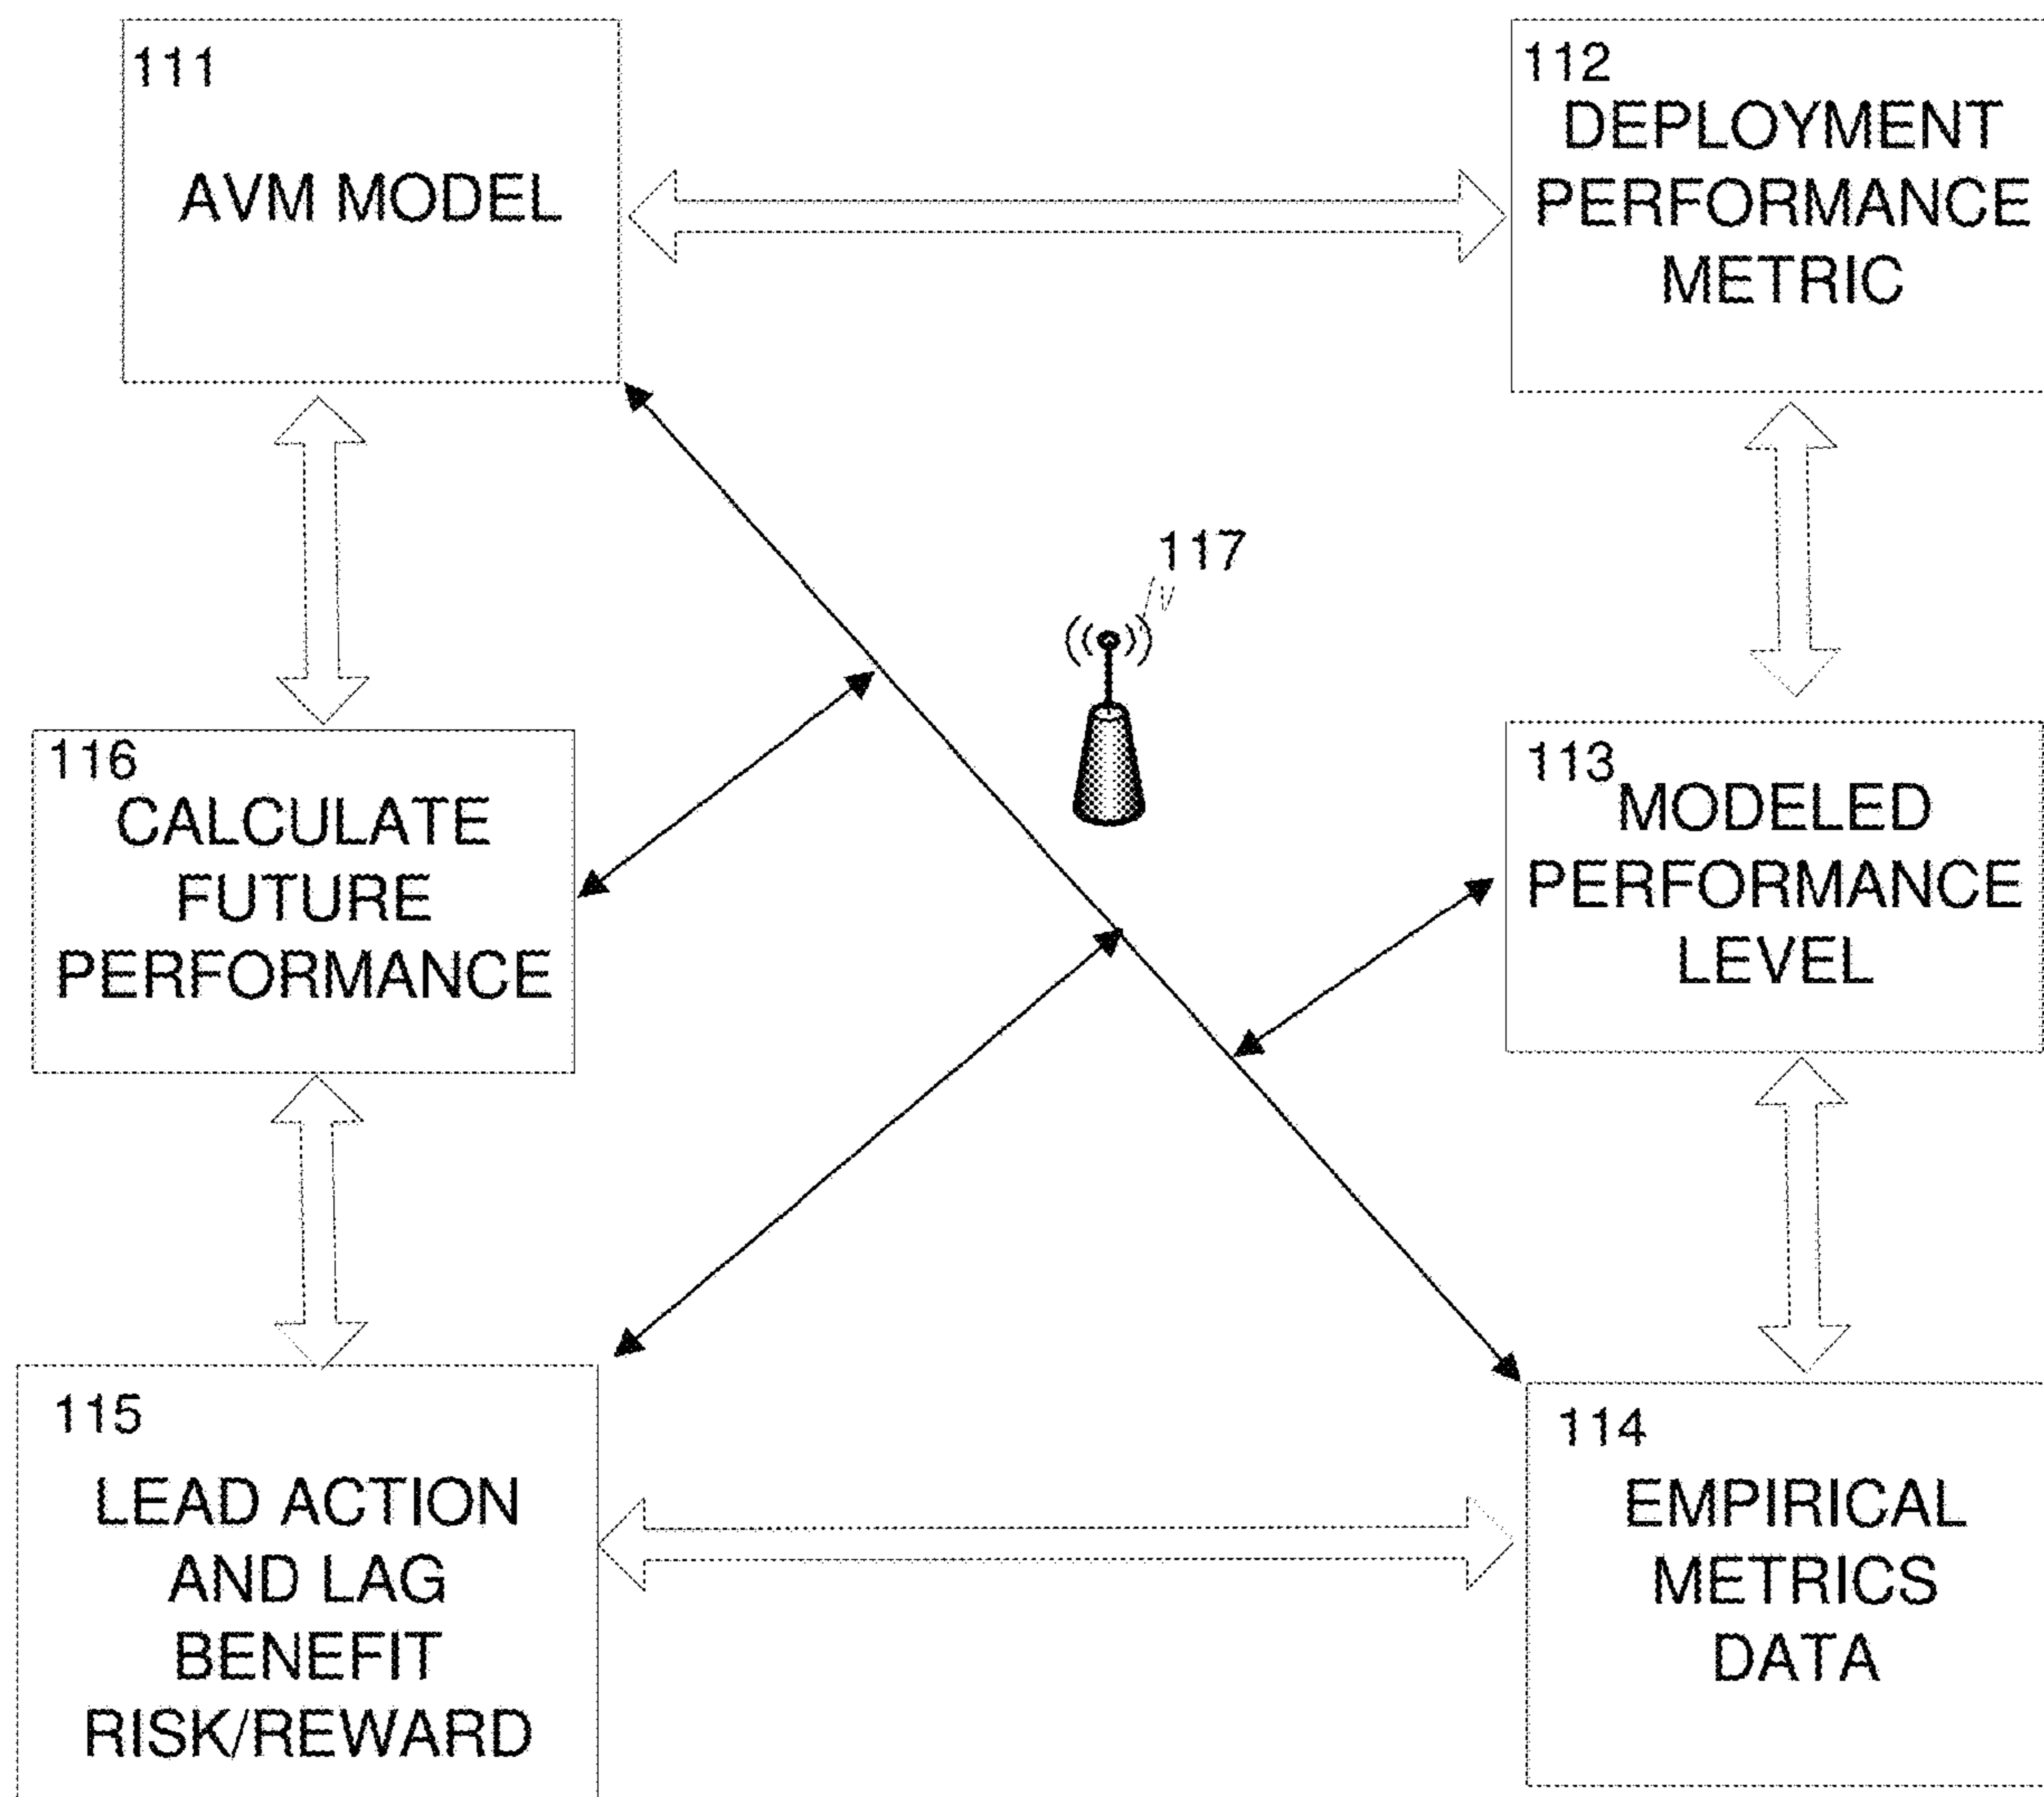 111
AVM MODEL
112
DEPLOYMENT
PERFORMANCE
METRIC
117
116
CALCULATE
FUTURE
PERFORMANCE
113
MODELED
PERFORMANCE
LEVEL
115
LEAD ACTION
AND LAG
BENEFIT
RISK/REWARD
114
EMPIRICAL
METRICS
DATA